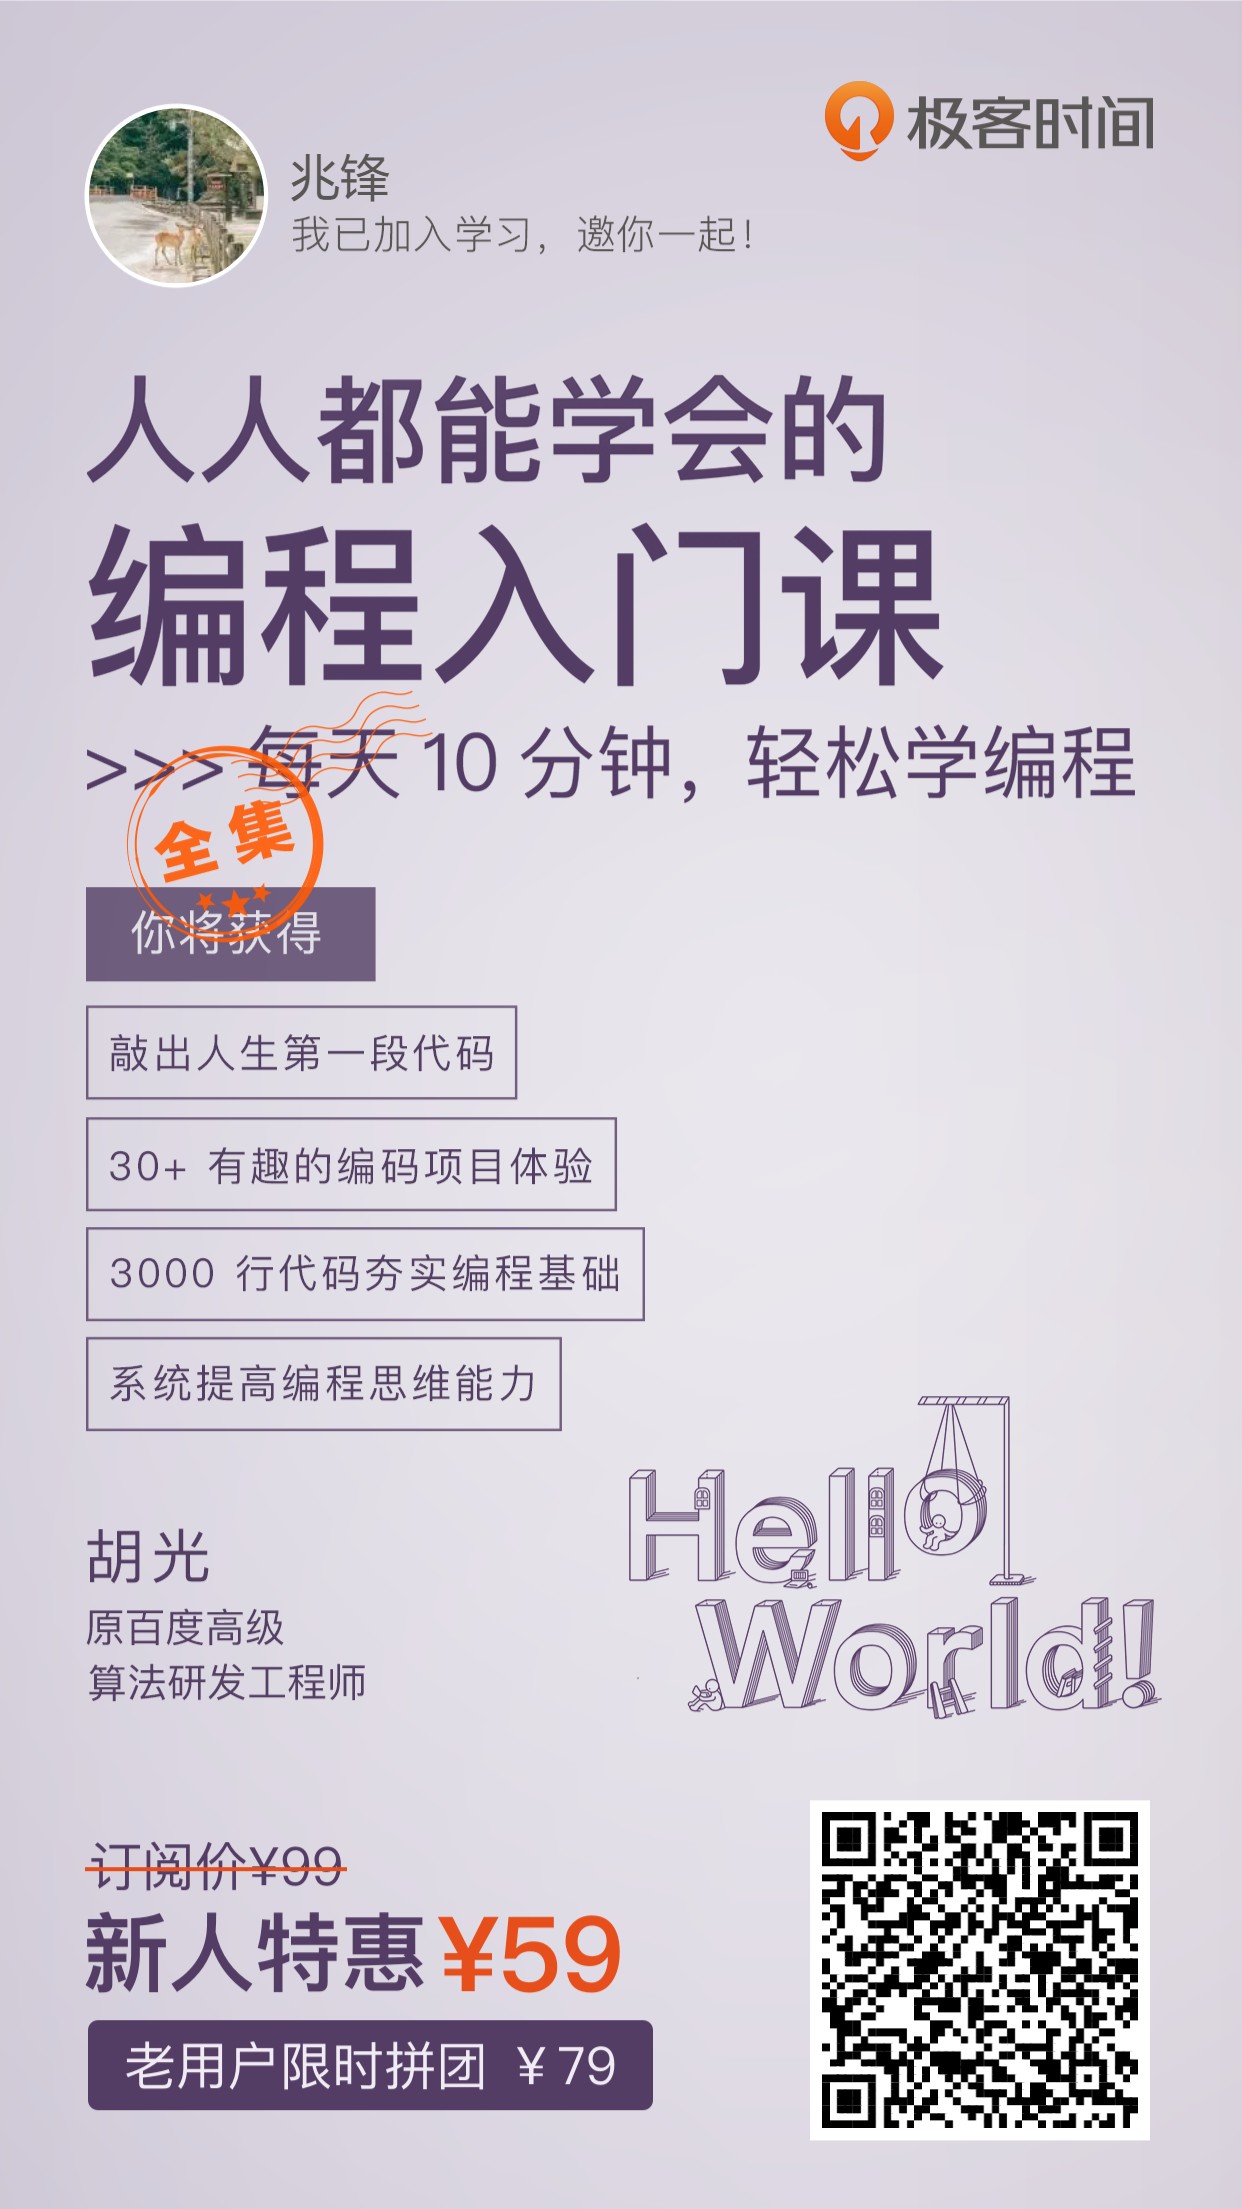 极客时间
兆锋
我已加入学习，邀你一起！
人人都能学会的
编程入门课
>>> 每天 10 分钟，轻松学编程
全集
你将获得
敲出人生第一段代码
30+ 有趣的编码项目体验
3000 行代码夯实编程基础
系统提高编程思维能力
Hello
World!
胡光
原百度高级
算法研发工程师
订阅价¥99
新人特惠¥59
老用户限时拼团 ¥79